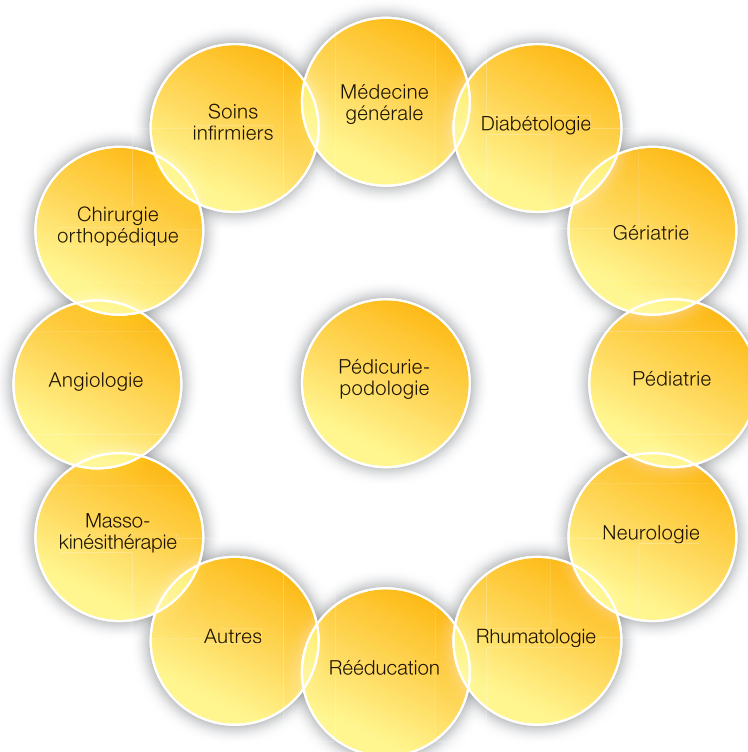 Médecine
générale
Diabétologie
Gériatrie
Pédiatrie
Neurologie
Rhumatologie
Rééducation
Autres
Masso-
kinésithérapie
Angiologie
Chirurgie
orthopédique
Soins
infirmiers
Pédicurie-
podologie